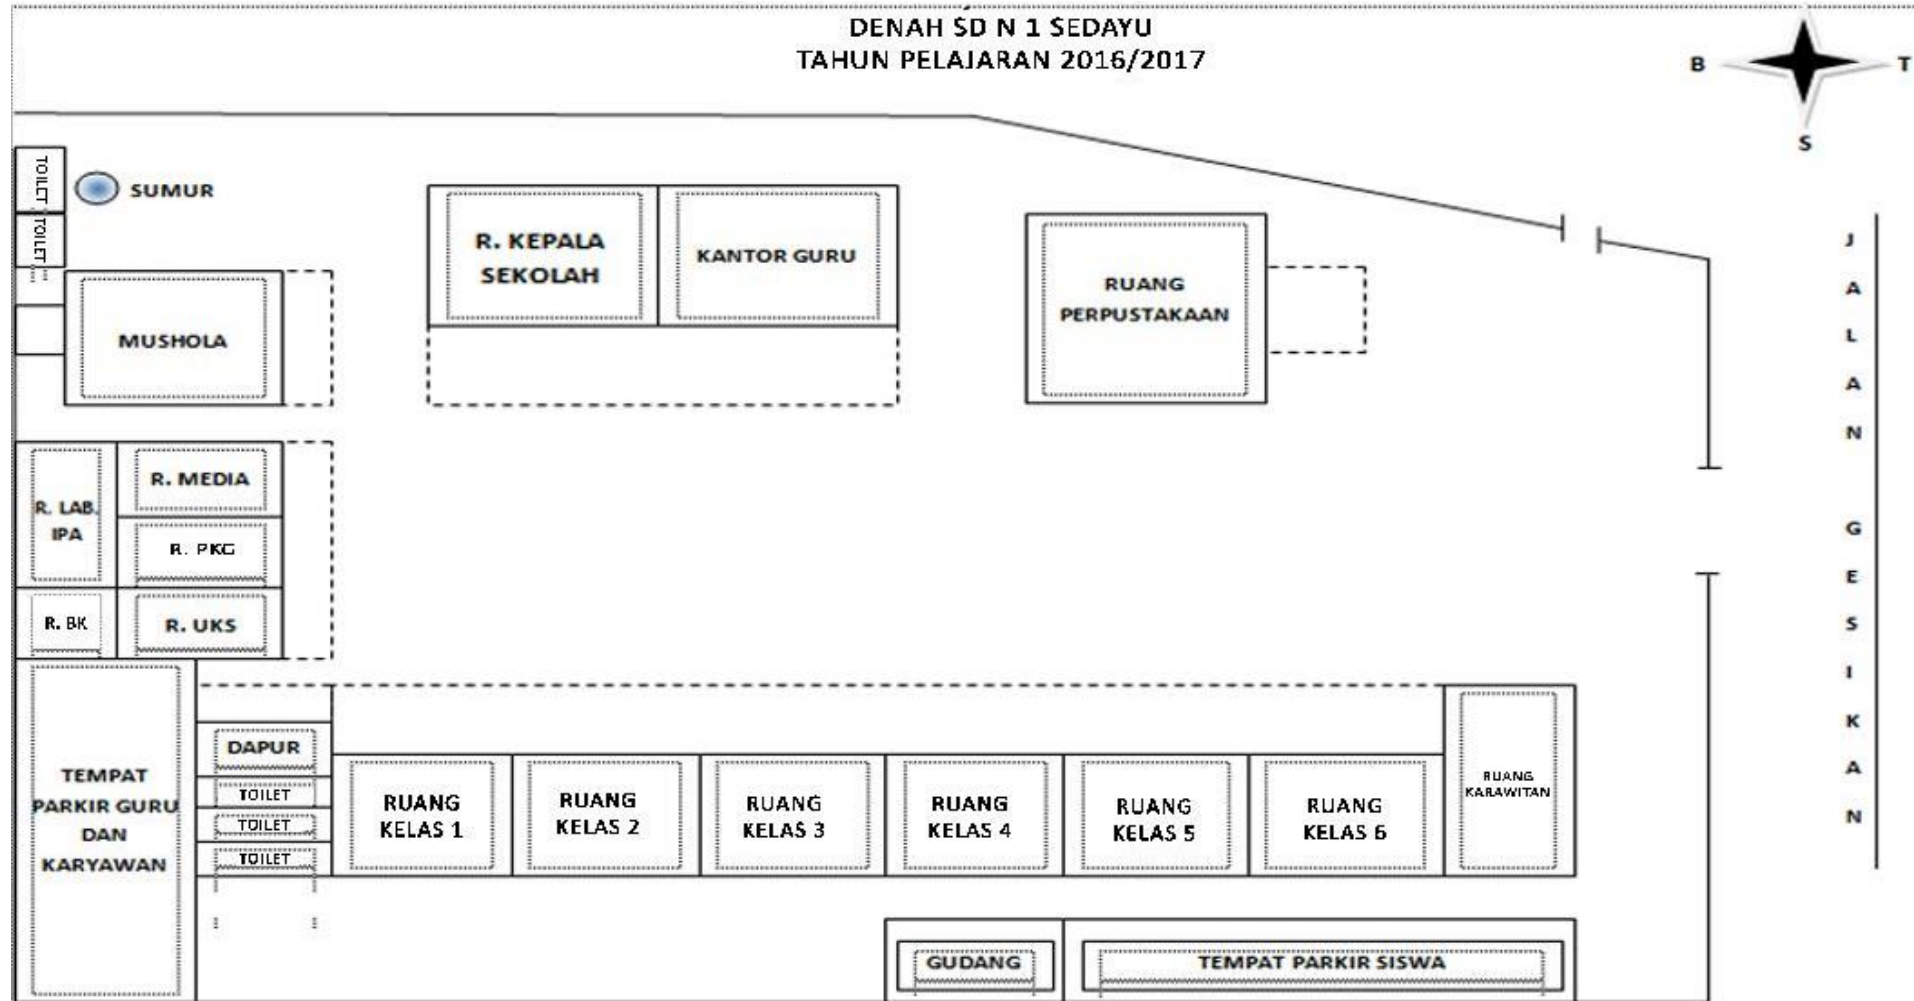 DENAH SD N 1 SEDAYU
TAHUN PELAJARAN 2016/2017
B
T
S
TOILET
TOILET
SUMUR
R. KEPALA
SEKOLAH
KANTOR GURU
RUANG
PERPUSTAKAAN
MUSHOLA
R. LAB.
IPA
R. MEDIA
R. PKG
R. BK
R. UKS
TEMPAT
PARKIR GURU
DAN
KARYAWAN
DAPUR
TOILET
TOILET
TOILET
RUANG
KELAS 1
RUANG
KELAS 2
RUANG
KELAS 3
RUANG
KELAS 4
RUANG
KELAS 5
RUANG
KELAS 6
RUANG
KARAWITAN
GUDANG
TEMPAT PARKIR SISWA
JALAN GESIKAN